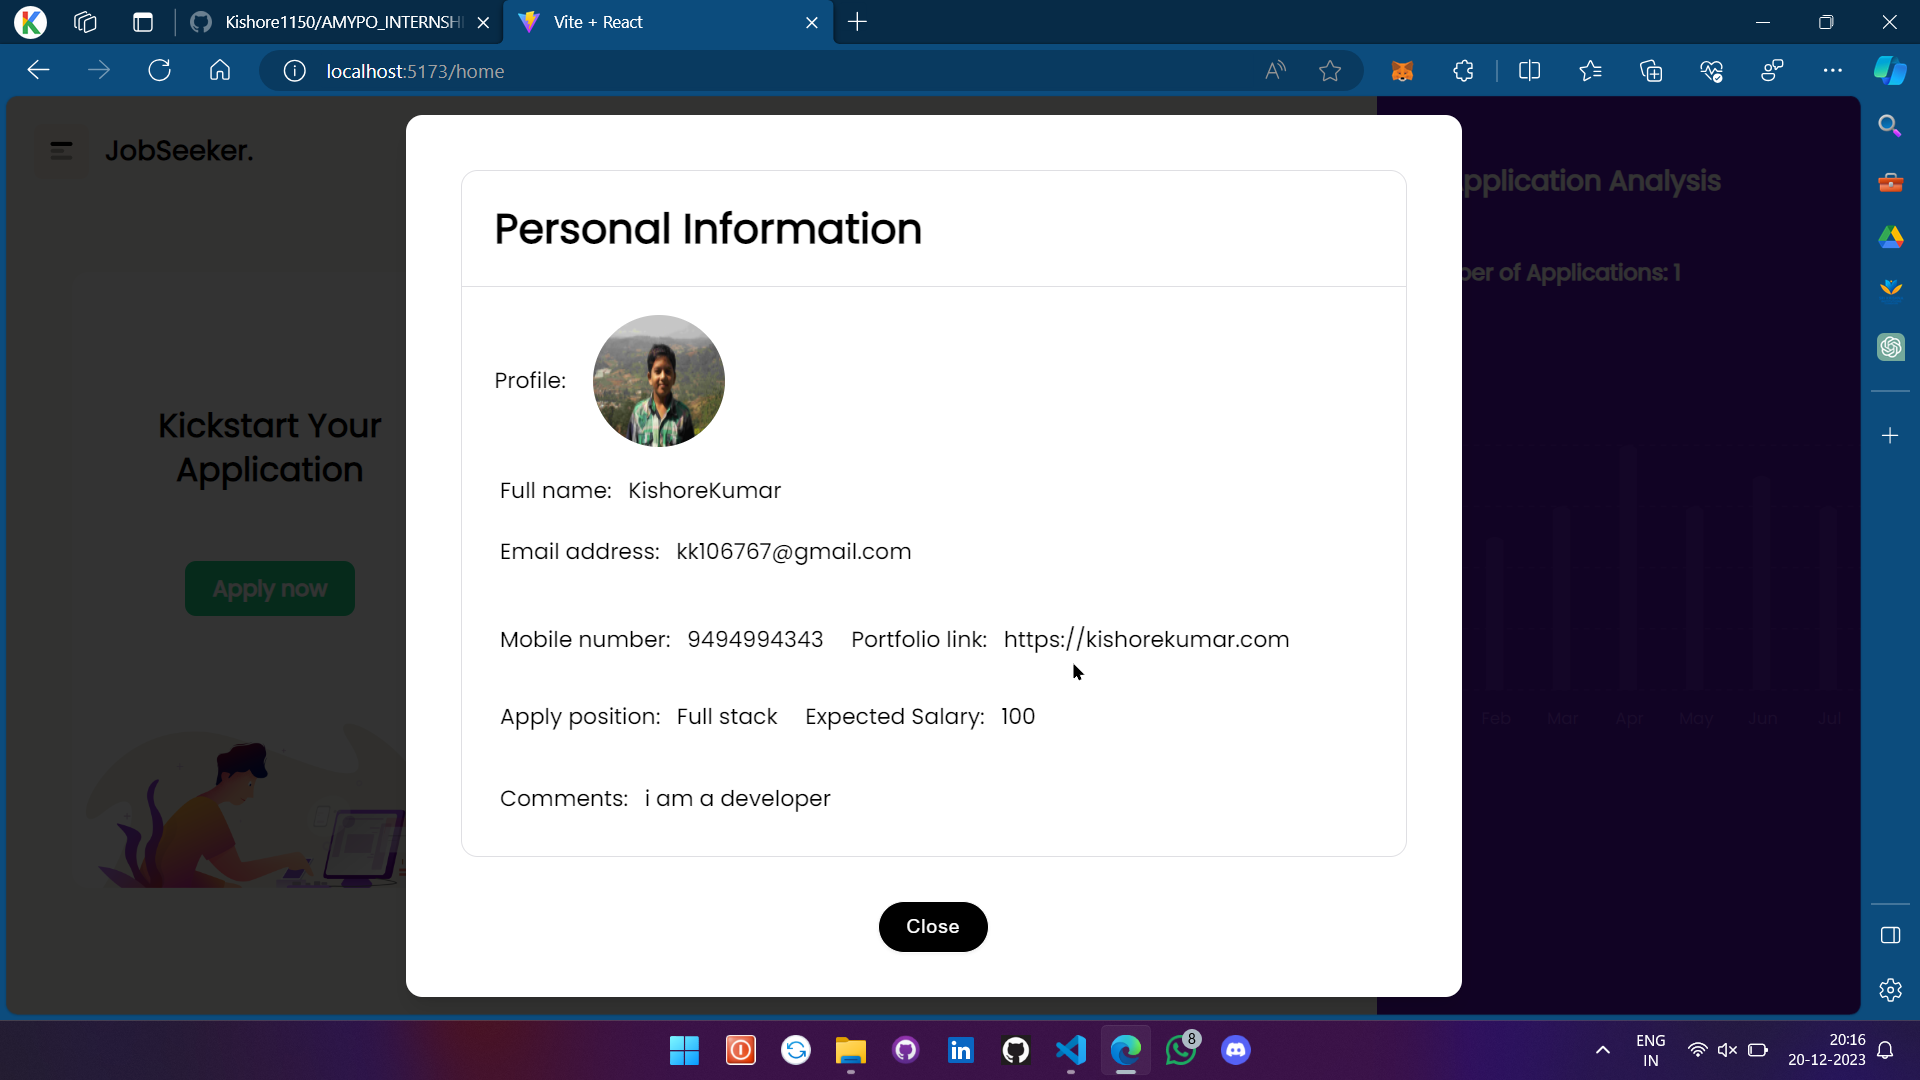 Kishore1150/AMYPO_INTERNSHI
Vite + React
localhost:5173/home
JobSeeker.
Personal Information
Profile:
Full name: KishoreKumar
Email address: kk106767@gmail.com
Mobile number: 9494994343 Portfolio link: https://kishorekumar.com
Apply position: Full stack Expected Salary: 100
Comments: i am a developer
Close
Kickstart Your
Application
Apply now
pplication Analysis
ber of Applications: 1
Feb Mar Apr May Jun Jul
8
ENG
IN
20:16
20-12-2023